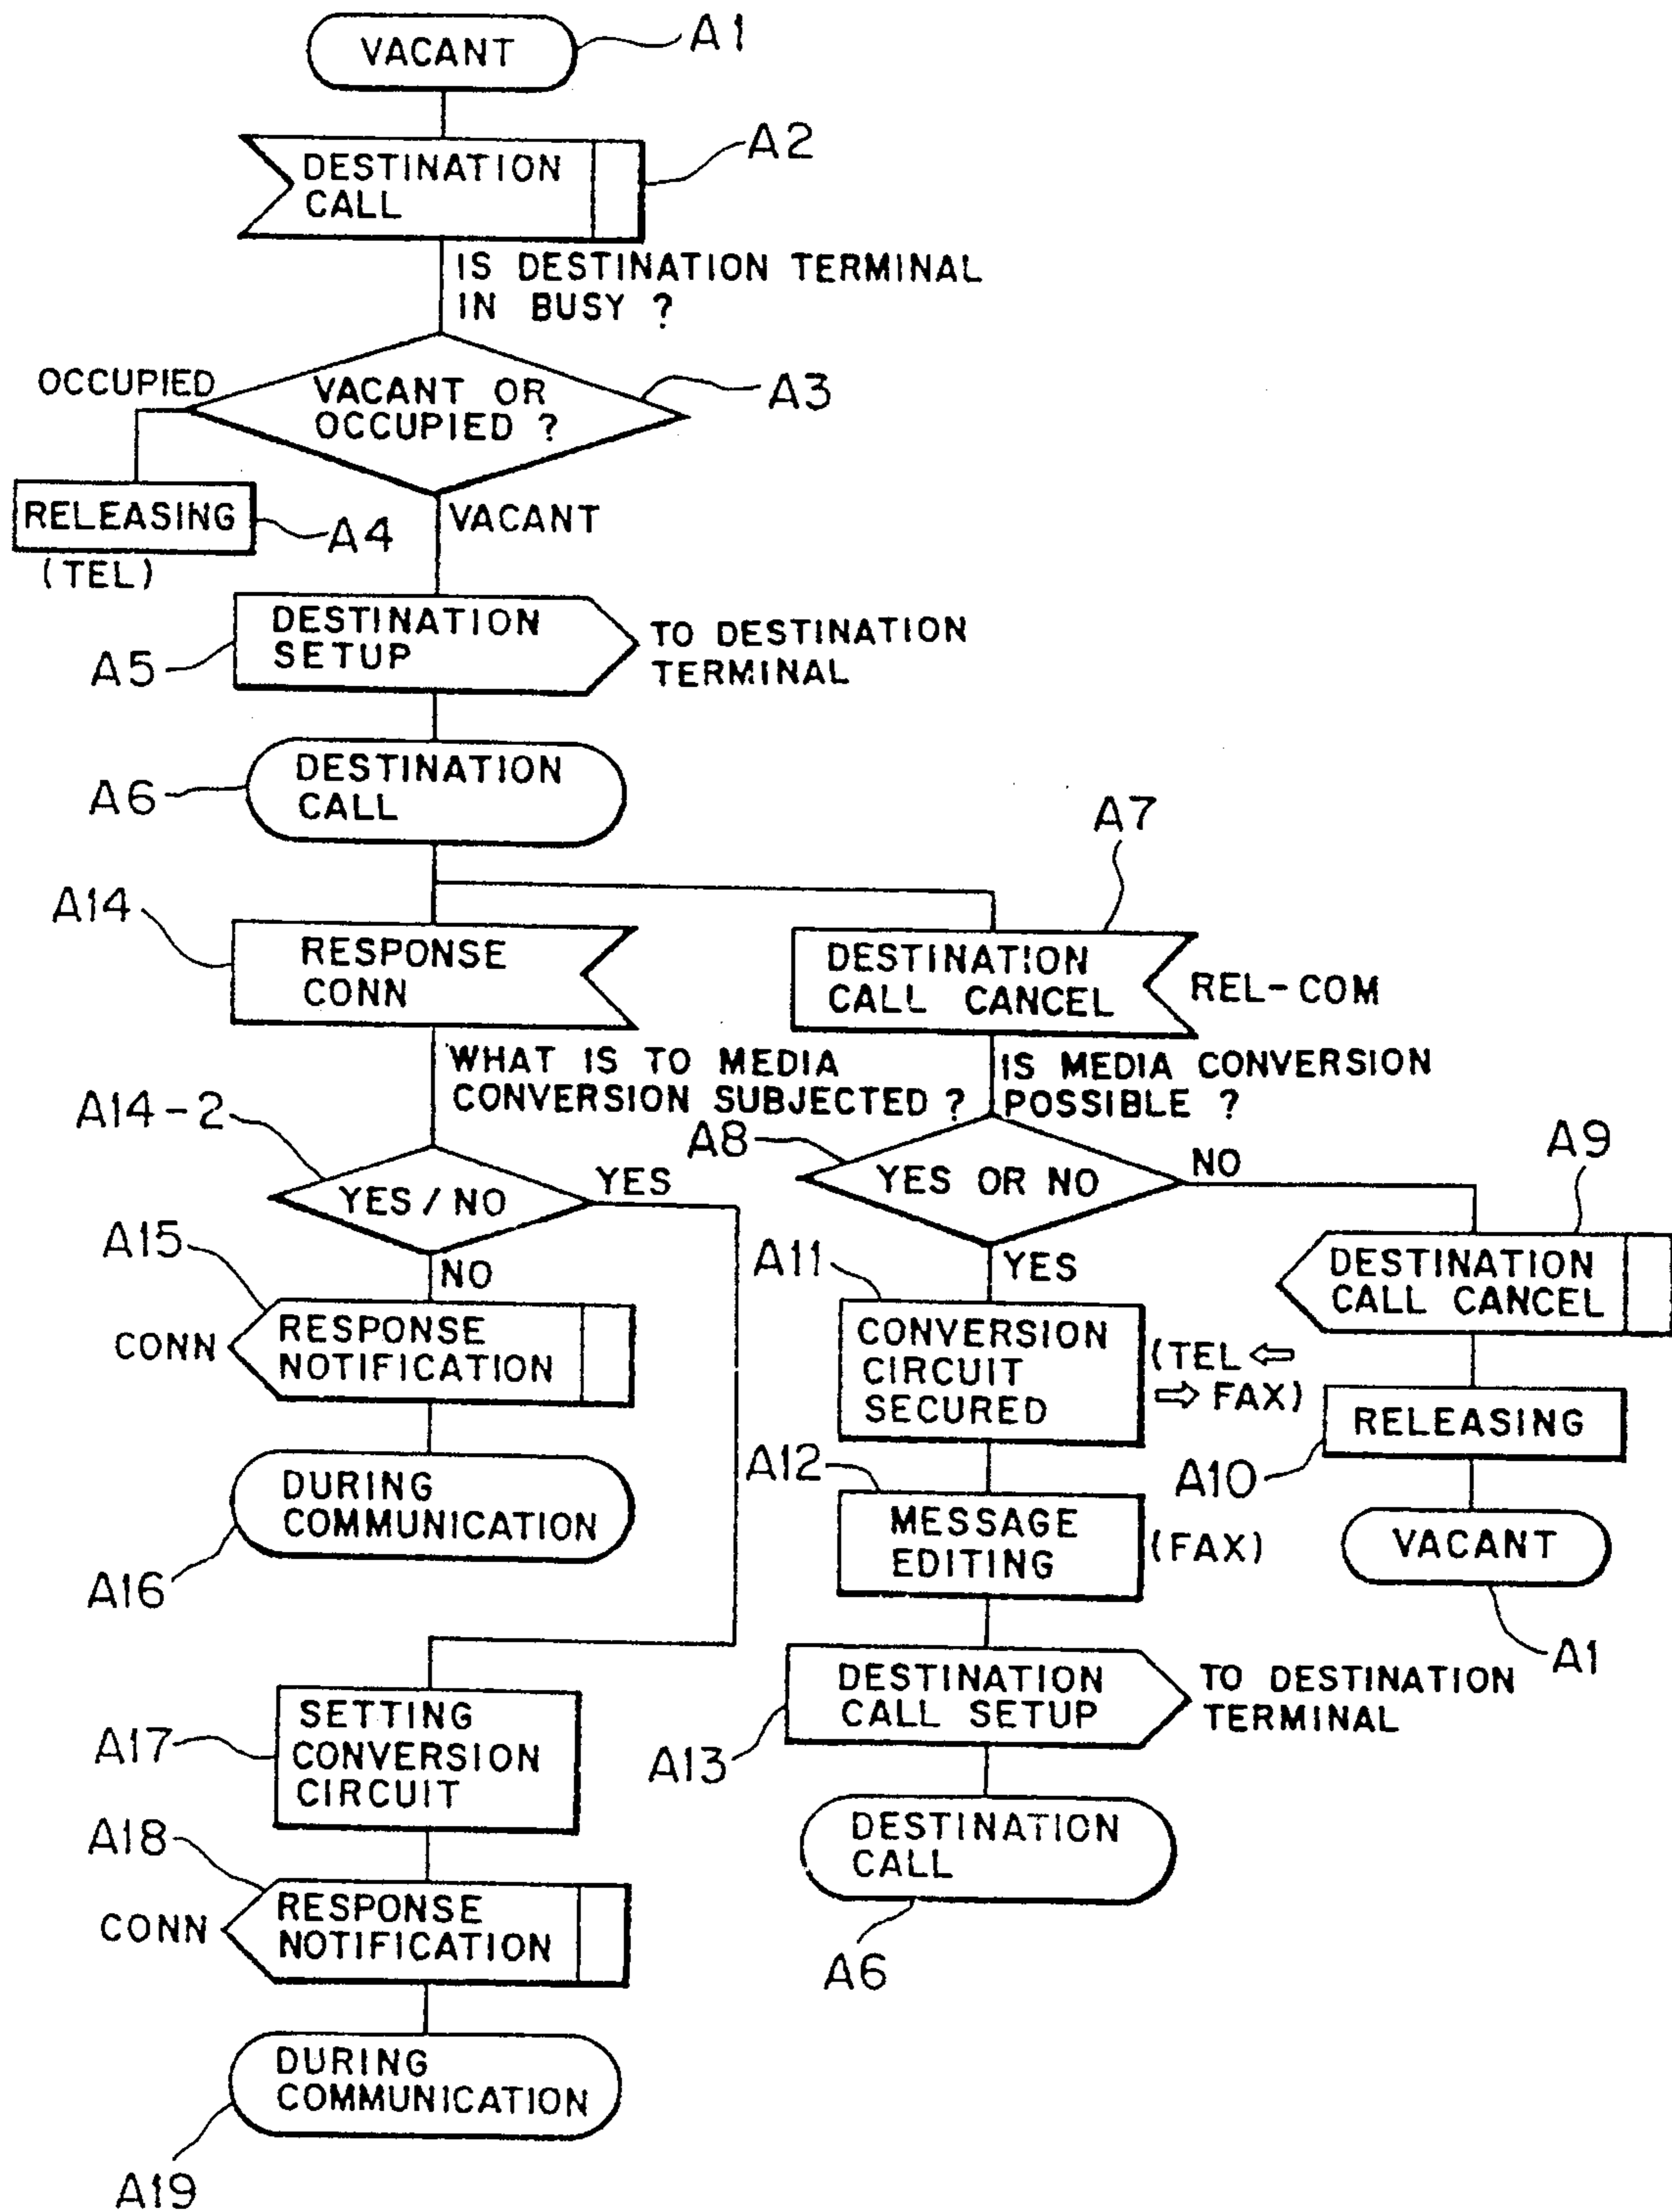 VACANT
A1
DESTINATION
CALL
A2
IS DESTINATION TERMINAL
IN BUSY ?
OCCUPIED
VACANT OR
OCCUPIED ?
A3
RELEASING
A4
(TEL)
VACANT
DESTINATION
SETUP
A5
TO DESTINATION
TERMINAL
DESTINATION
CALL
A6
A7
A14
RESPONSE
CONN
DESTINATION
CALL CANCEL
REL-COM
WHAT IS TO MEDIA
CONVERSION SUBJECTED ?
IS MEDIA CONVERSION
POSSIBLE ?
A14-2
YES / NO
YES
A8
YES OR NO
NO
A9
A15
NO
CONN
RESPONSE
NOTIFICATION
A11
YES
CONVERSION
CIRCUIT
SECURED
(TEL ⇦
⇨ FAX)
DESTINATION
CALL CANCEL
RELEASING
A10
DURING
COMMUNICATION
A16
A12
MESSAGE
EDITING
(FAX)
VACANT
A1
SETTING
CONVERSION
CIRCUIT
A17
DESTINATION
CALL SETUP
A13
TO DESTINATION
TERMINAL
A18
CONN
RESPONSE
NOTIFICATION
DESTINATION
CALL
A6
DURING
COMMUNICATION
A19